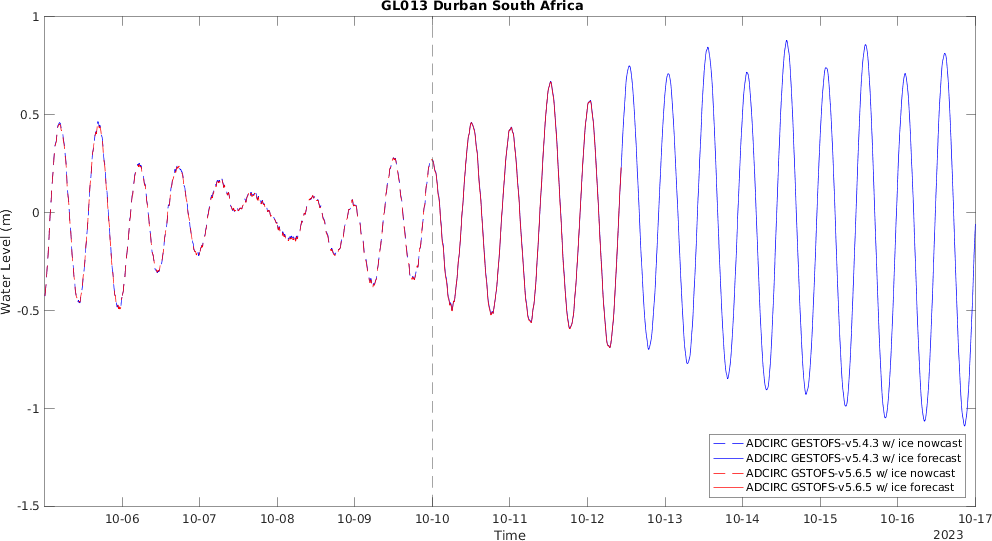 GL013 Durban South Africa
1
0.5
0
-0.5
-1
-1.5
Water Level (m)
ADCIRC GESTOFS-v5.4.3 w/ ice nowcast
ADCIRC GESTOFS-v5.4.3 w/ ice forecast
ADCIRC GSTOFS-v5.6.5 w/ ice nowcast
ADCIRC GSTOFS-v5.6.5 w/ ice forecast
10-06 10-07 10-08 10-09 10-10 10-11 10-12 10-13 10-14 10-15 10-16 10-17
Time
2023